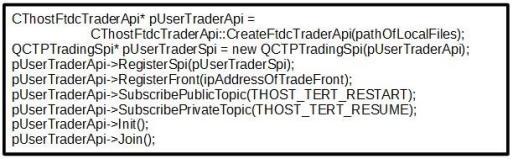 CThostFtdcTraderApi* pUserTraderApi =
CThostFtdcTraderApi::CreateFtdcTraderApi(pathOfLocalFiles);
QCTPTradingSpi* pUserTraderSpi = new QCTPTradingSpi(pUserTraderApi);
pUserTraderApi->RegisterSpi(pUserTraderSpi);
pUserTraderApi->RegisterFront(ipAddressOfTradeFront);
pUserTraderApi->SubscribePublicTopic(THOST_TERT_RESTART);
pUserTraderApi->SubscribePrivateTopic(THOST_TERT_RESUME);
pUserTraderApi->Init();
pUserTraderApi->Join();